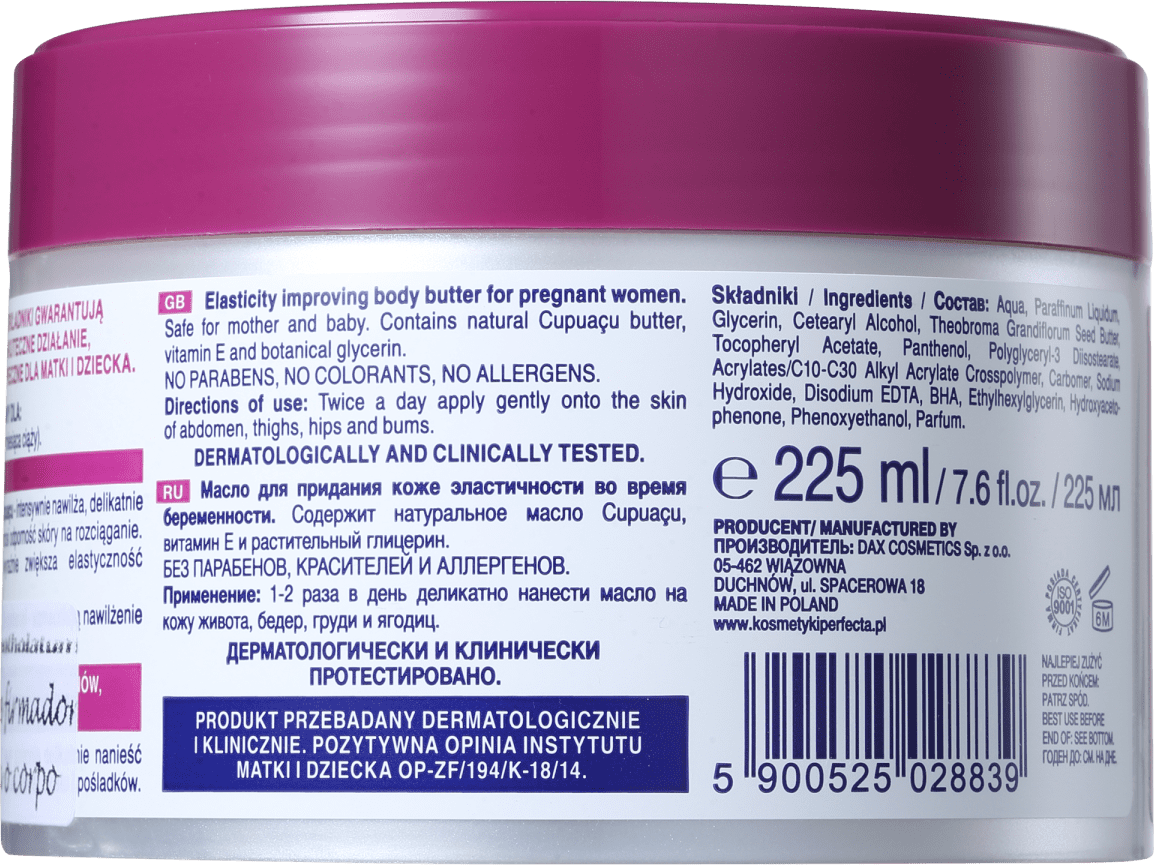 GWARANTUJĄ
DZIAŁANIE,
DLA MATKI I DZIECKA.
DLA:
ciąży).
intensywnie nawilża, delikatnie
odporność skóry na rozciąganie.
zwiększa elastyczność
nawilżenie
nanieść
pośladków.
corpo
GB Elasticity improving body butter for pregnant women.
Safe for mother and baby. Contains natural Cupuaçu butter,
vitamin E and botanical glycerin.
NO PARABENS, NO COLORANTS, NO ALLERGENS.
Directions of use: Twice a day apply gently onto the skin
of abdomen, thighs, hips and bums.
DERMATOLOGICALLY AND CLINICALLY TESTED.
RU Масло для придания коже эластичности во время
беременности. Содержит натуральное масло Cupuaçu,
витамин Е и растительный глицерин.
БЕЗ ПАРАБЕНОВ, КРАСИТЕЛЕЙ И АЛЛЕРГЕНОВ.
Применение: 1-2 раза в день деликатно нанести масло на
кожу живота, бедер, груди и ягодиц.
ДЕРМАТОЛОГИЧЕСКИ И КЛИНИЧЕСКИ
ПРОТЕСТИРОВАНО.
PRODUKT PRZEBADANY DERMATOLOGICZNIE
I KLINICZNIE. POZYTYWNA OPINIA INSTYTUTU
MATKI I DZIECKA OP-ZF/194/K-18/14.
Składniki / Ingredients / Состав: Aqua, Paraffinum Liquidum,
Glycerin, Cetearyl Alcohol, Theobroma Grandiflorum Seed Butter,
Tocopheryl Acetate, Panthenol, Polyglyceryl-3 Diisostearate,
Acrylates/C10-C30 Alkyl Acrylate Crosspolymer, Carbomer, Sodium
Hydroxide, Disodium EDTA, BHA, Ethylhexylglycerin, Hydroxyaceto-
phenone, Phenoxyethanol, Parfum.
℮ 225 ml / 7.6 fl.oz. / 225 мл
PRODUCENT/ MANUFACTURED BY
ПРОИЗВОДИТЕЛЬ: DAX COSMETICS Sp. z o.o.
05-462 WIĄZOWNA
DUCHNÓW, ul. SPACEROWA 18
MADE IN POLAND
www.kosmetykiperfecta.pl
FIRMA POSIADA CERTYFIKAT
ISO
9001
6M
NAJLEPIEJ ZUŻYĆ
PRZED KOŃCEM:
PATRZ SPÓD.
BEST USE BEFORE
END OF: SEE BOTTOM.
ГОДЕН ДО: СМ. НА ДНЕ.
5 900525 028839